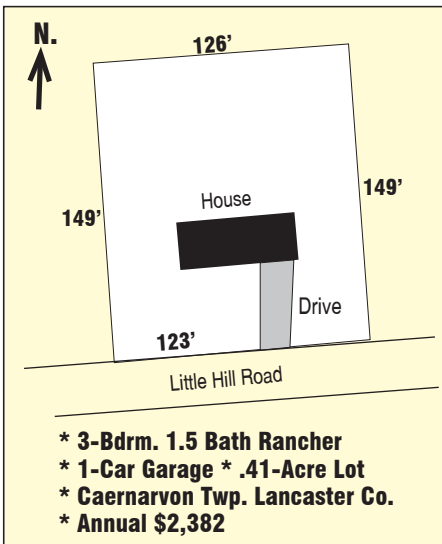 N.
126’
149’
149’
House
Drive
123’
Little Hill Road
* 3-Bdrm. 1.5 Bath Rancher
* 1-Car Garage * .41-Acre Lot
* Caernarvon Twp. Lancaster Co.
* Annual $2,382